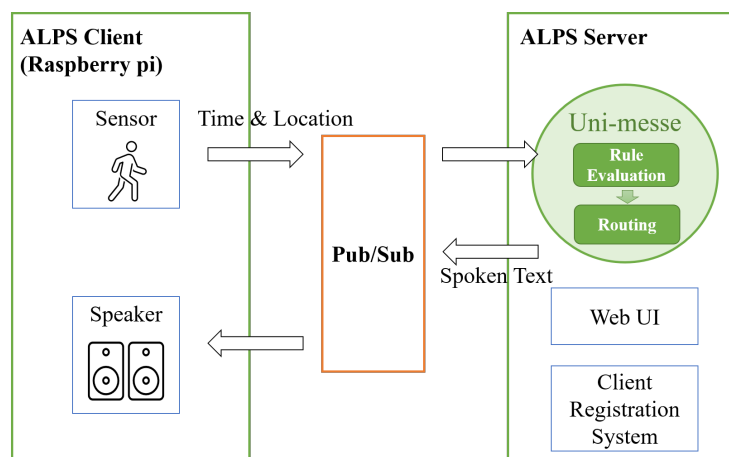 ALPS Client
(Raspberry pi)
Sensor
Time & Location
Speaker
Pub/Sub
ALPS Server
Uni-messe
Rule
Evaluation
Routing
Spoken Text
Web UI
Client
Registration
System